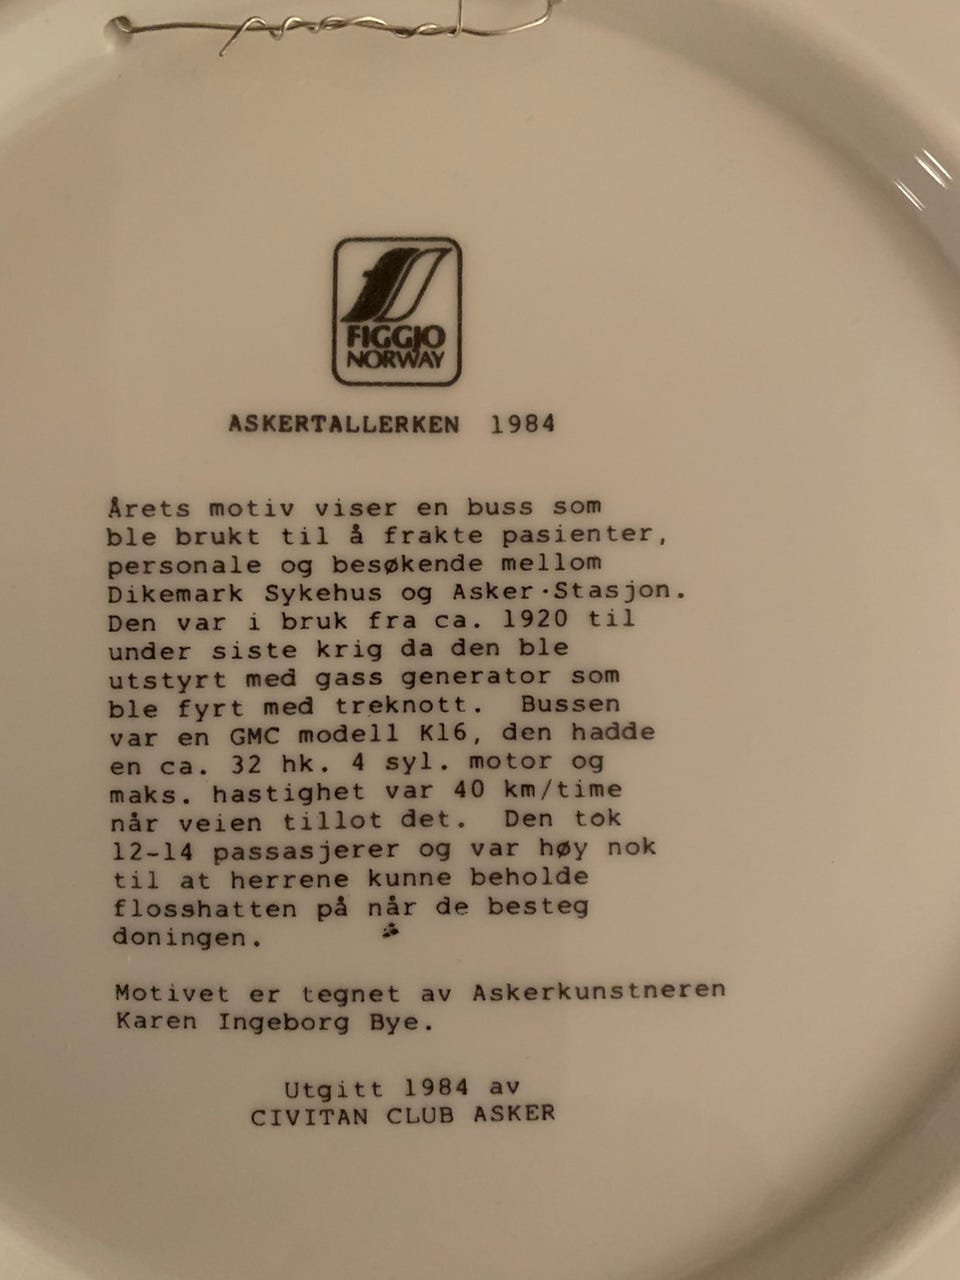 FIGGJO
NORWAY
ASKERTALLERKEN 1984
Årets motiv viser en buss som
ble brukt til å frakte pasienter,
personale og besøkende mellom
Dikemark Sykehus og Asker·Stasjon.
Den var i bruk fra ca. 1920 til
under siste krig da den ble
utstyrt med gass generator som
ble fyrt med treknott. Bussen
var en GMC modell K16, den hadde
en ca. 32 hk. 4 syl. motor og
maks. hastighet var 40 km/time
når veien tillot det. Den tok
12-14 passasjerer og var høy nok
til at herrene kunne beholde
flosshatten på når de besteg
doningen.
Motivet er tegnet av Askerkunstneren
Karen Ingeborg Bye.
Utgitt 1984 av
CIVITAN CLUB ASKER